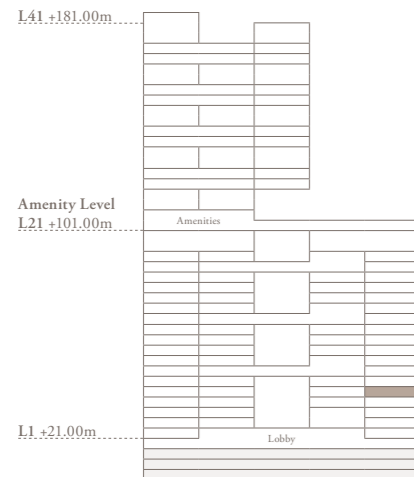 L41 +181.00m
Amenity Level
L21 +101.00m
Amenities
L1 +21.00m
Lobby